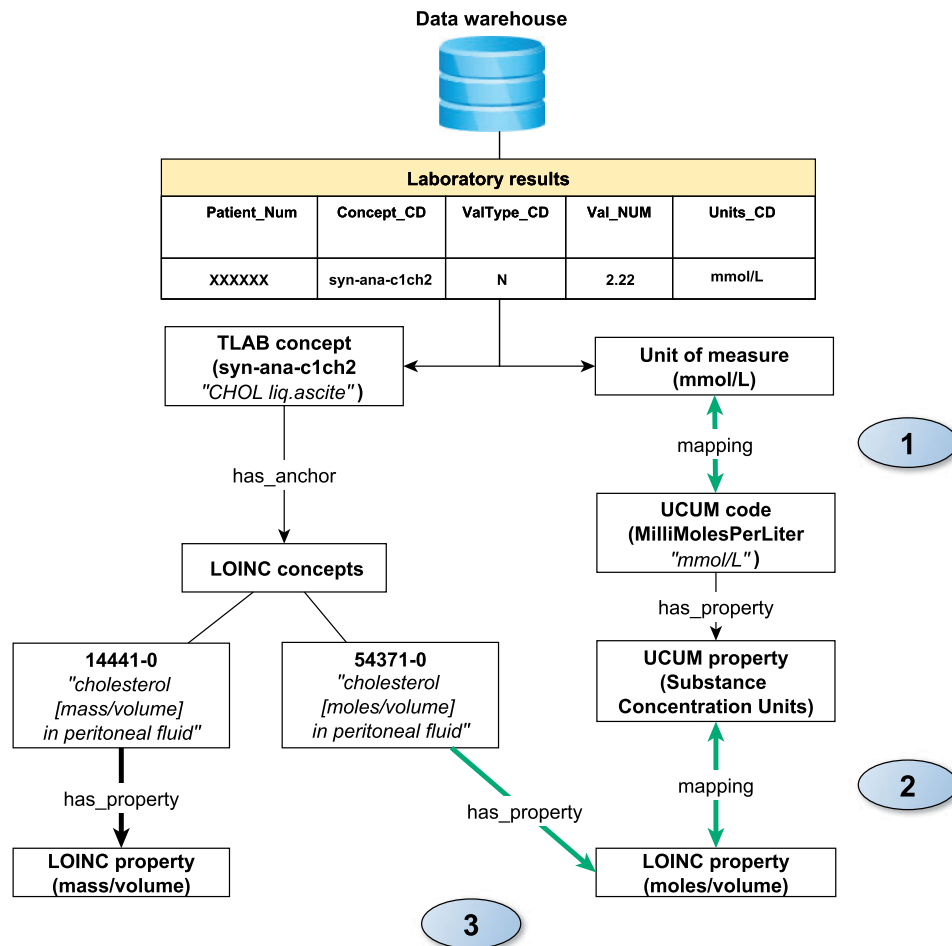 Data warehouse
Laboratory results
Patient_Num Concept_CD ValType_CD Val_NUM Units_CD
XXXXXX syn-ana-c1ch2 N 2.22 mmol/L
TLAB concept
(syn-ana-c1ch2
"CHOL liq.ascite")
Unit of measure
(mmol/L)
1
mapping
has_anchor
UCUM code
(MilliMolesPerLiter
"mmol/L")
LOINC concepts
has_property
14441-0
"cholesterol
[mass/volume]
in peritoneal fluid"
54371-0
"cholesterol
[moles/volume]
in peritoneal fluid"
UCUM property
(Substance
Concentration Units)
2
has_property
has_property
mapping
LOINC property
(mass/volume)
LOINC property
(moles/volume)
3